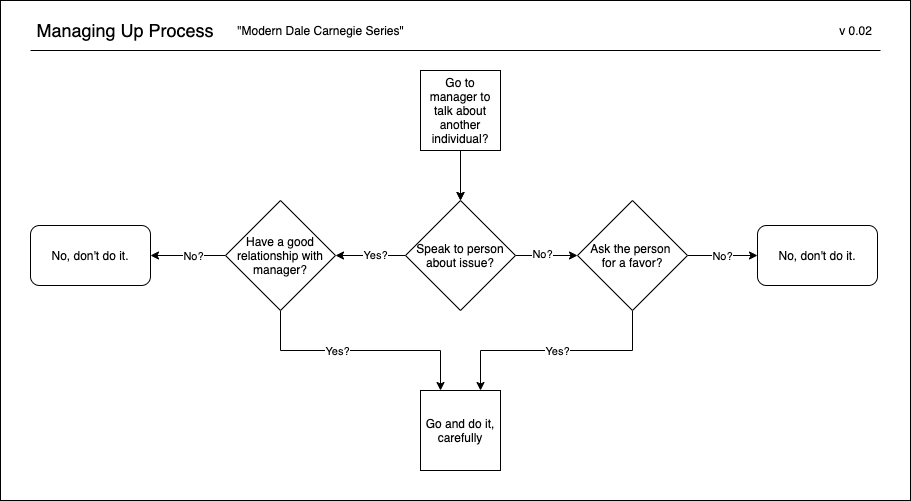 Managing Up Process
"Modern Dale Carnegie Series"
v 0.02
Go to
manager to
talk about
another
individual?
No, don't do it.
No?
Have a good
relationship with
manager?
Yes?
Speak to person
about issue?
No?
Ask the person
for a favor?
No?
No, don't do it.
Yes?
Yes?
Go and do it,
carefully